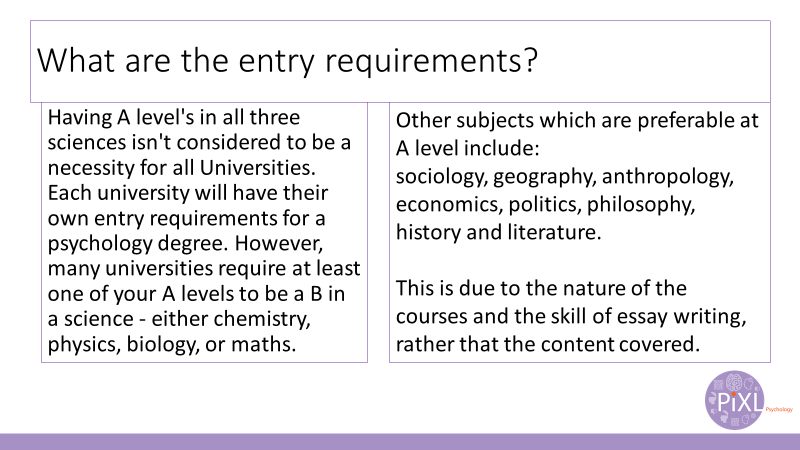 What are the entry requirements?
Having A level's in all three
sciences isn't considered to be a
necessity for all Universities.
Each university will have their
own entry requirements for a
psychology degree. However,
many universities require at least
one of your A levels to be a B in
a science - either chemistry,
physics, biology, or maths.
Other subjects which are preferable at
A level include:
sociology, geography, anthropology,
economics, politics, philosophy,
history and literature.
This is due to the nature of the
courses and the skill of essay writing,
rather that the content covered.
PiXL
Psychology